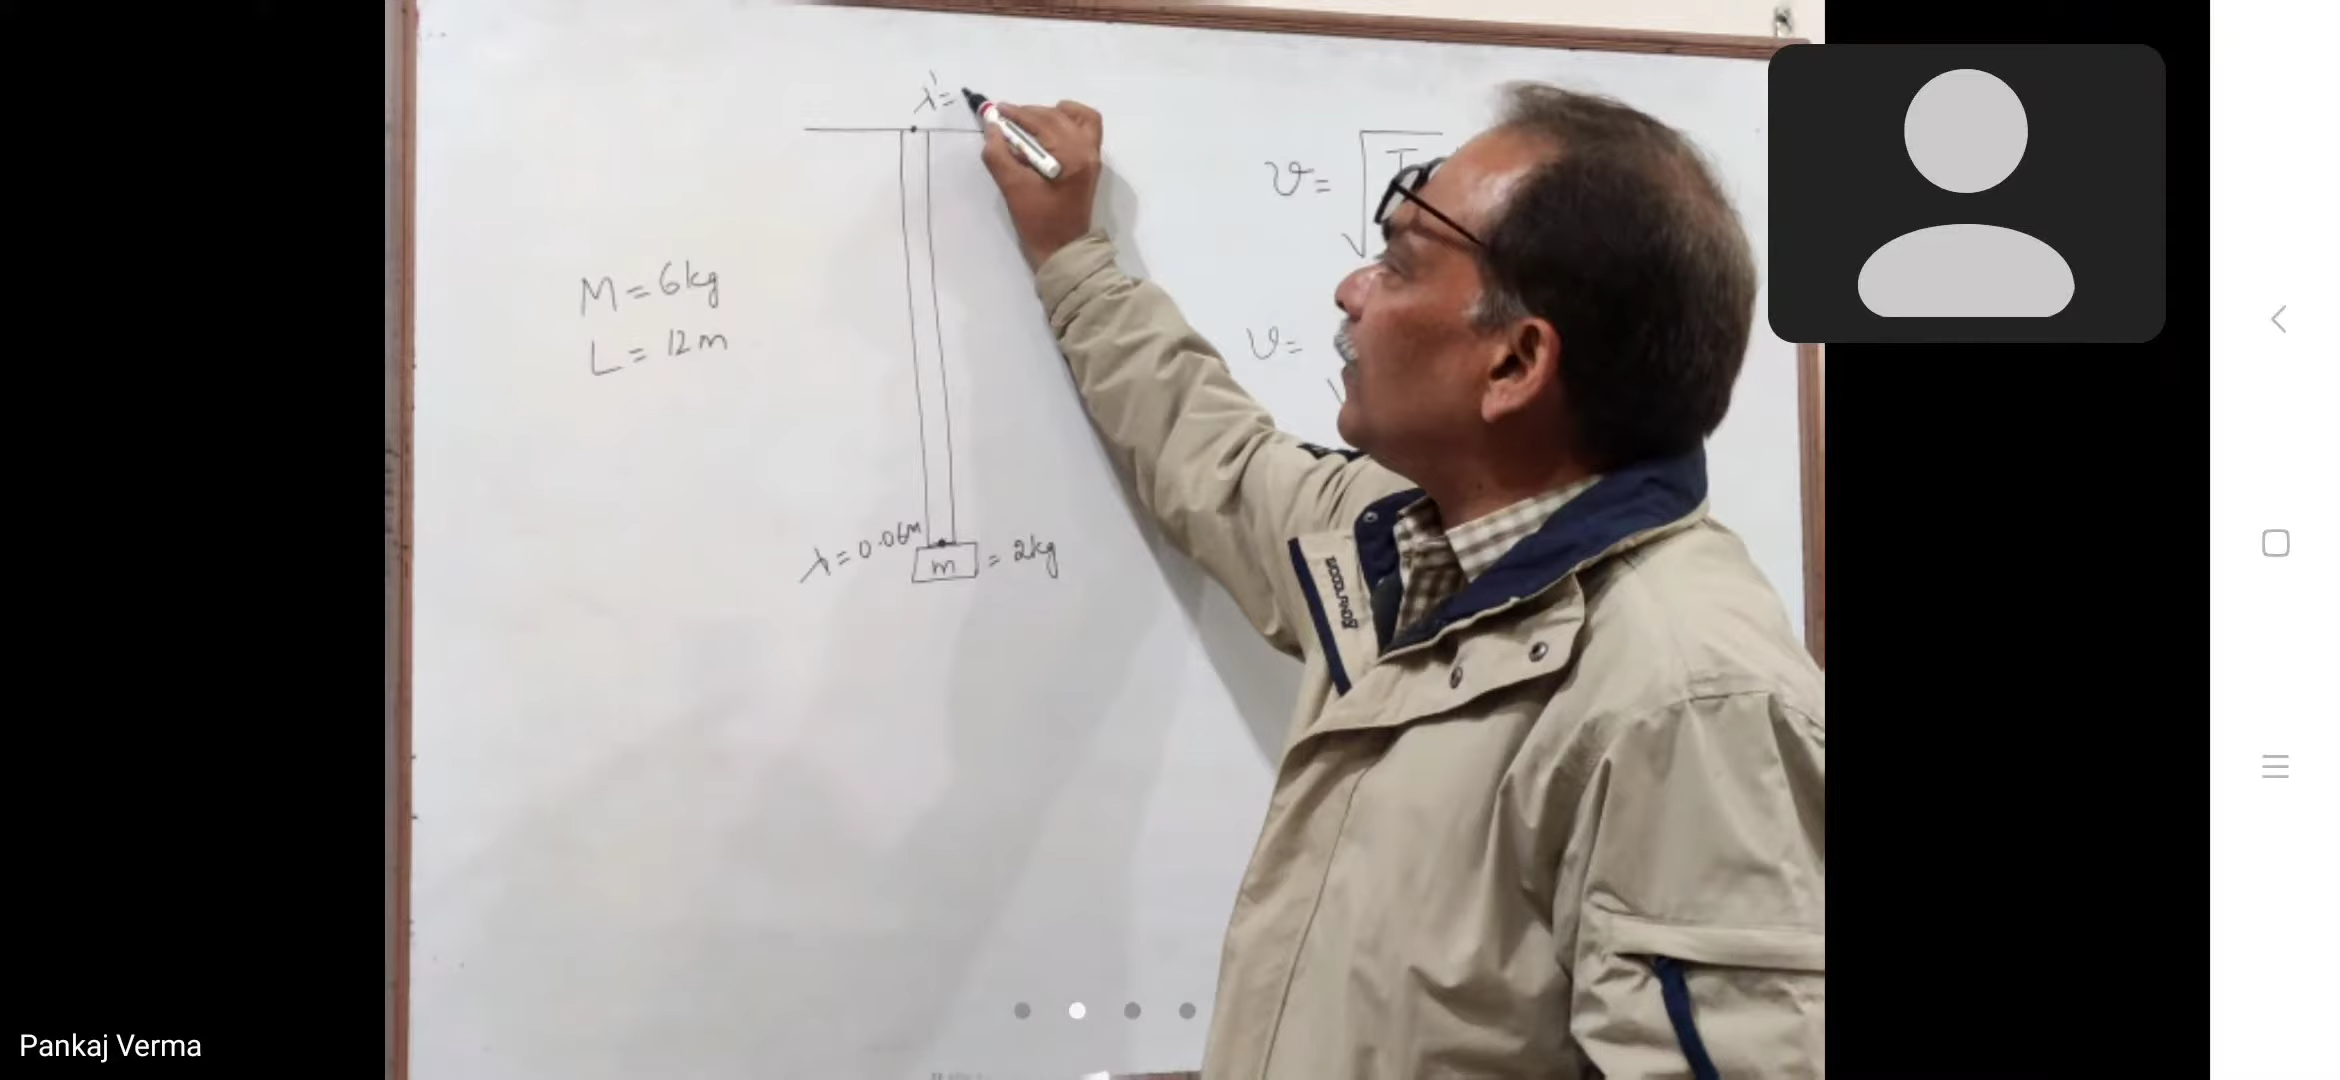 λ' =
v = √T
M = 6kg
L = 12m
v =
λ = 0.06m
m = 2kg
Pankaj Verma